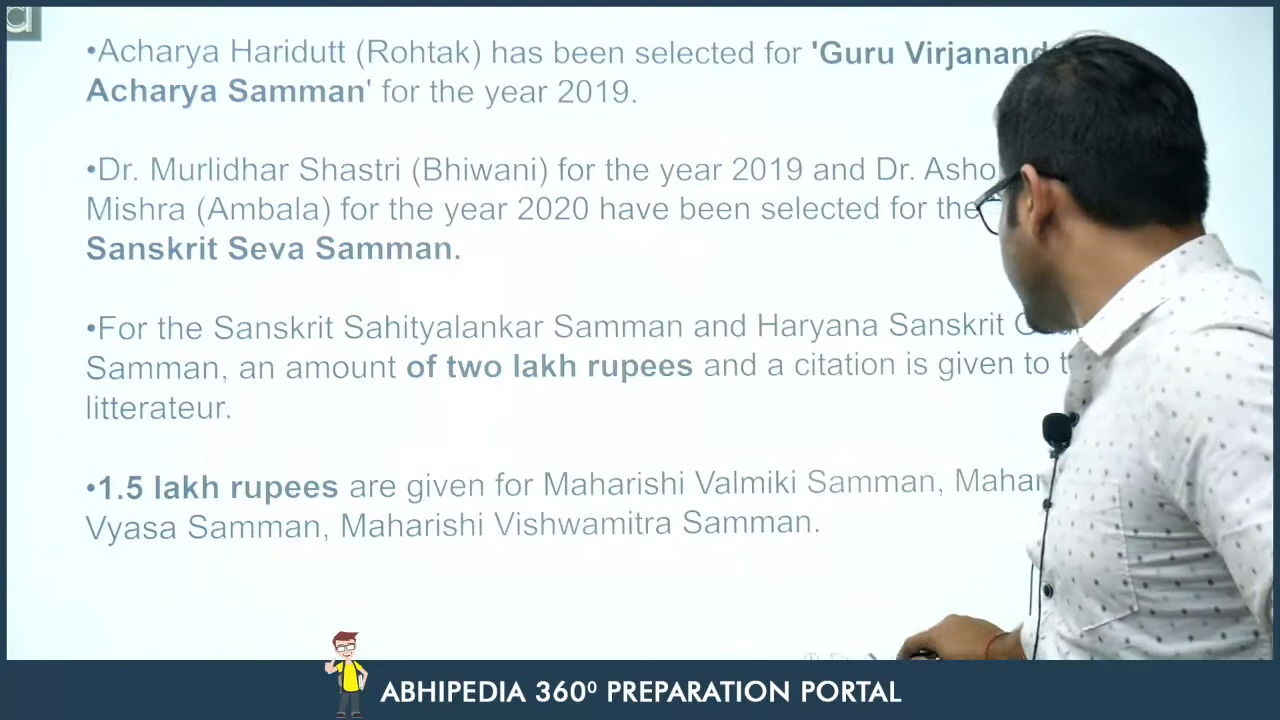 •Acharya Haridutt (Rohtak) has been selected for 'Guru Virjanand
Acharya Samman' for the year 2019.
•Dr. Murlidhar Shastri (Bhiwani) for the year 2019 and Dr. Asho
Mishra (Ambala) for the year 2020 have been selected for the
Sanskrit Seva Samman.
•For the Sanskrit Sahityalankar Samman and Haryana Sanskrit
Samman, an amount of two lakh rupees and a citation is given to
litterateur.
•1.5 lakh rupees are given for Maharishi Valmiki Samman, Mahar
Vyasa Samman, Maharishi Vishwamitra Samman.
ABHIPEDIA 360⁰ PREPARATION PORTAL